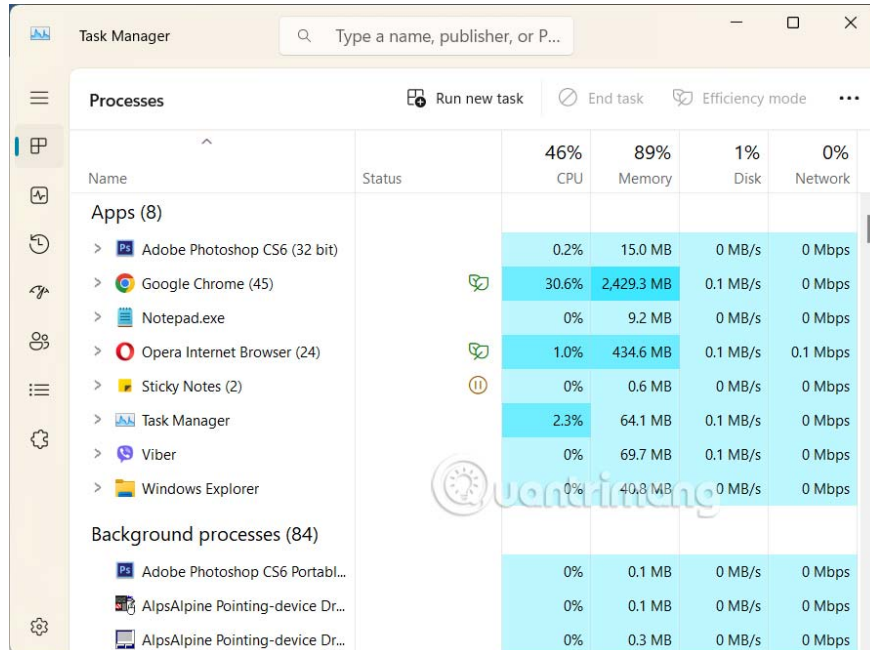 Task Manager
Type a name, publisher, or P...
Processes
Run new task
End task
Efficiency mode
46% 89% 1% 0%
Name Status CPU Memory Disk Network
Apps (8)
Adobe Photoshop CS6 (32 bit) 0.2% 15.0 MB 0 MB/s 0 Mbps
Google Chrome (45) 30.6% 2,429.3 MB 0.1 MB/s 0 Mbps
Notepad.exe 0% 9.2 MB 0 MB/s 0 Mbps
Opera Internet Browser (24) 1.0% 434.6 MB 0.1 MB/s 0.1 Mbps
Sticky Notes (2) 0% 0.6 MB 0 MB/s 0 Mbps
Task Manager 2.3% 64.1 MB 0.1 MB/s 0 Mbps
Viber 0% 69.7 MB 0.1 MB/s 0 Mbps
Windows Explorer 0% 40.8 MB 0 MB/s 0 Mbps
Quantrimang
Background processes (84)
Adobe Photoshop CS6 Portabl... 0% 0.1 MB 0 MB/s 0 Mbps
AlpsAlpine Pointing-device Dr... 0% 0.1 MB 0 MB/s 0 Mbps
AlpsAlpine Pointing-device Dr... 0% 0.3 MB 0 MB/s 0 Mbps